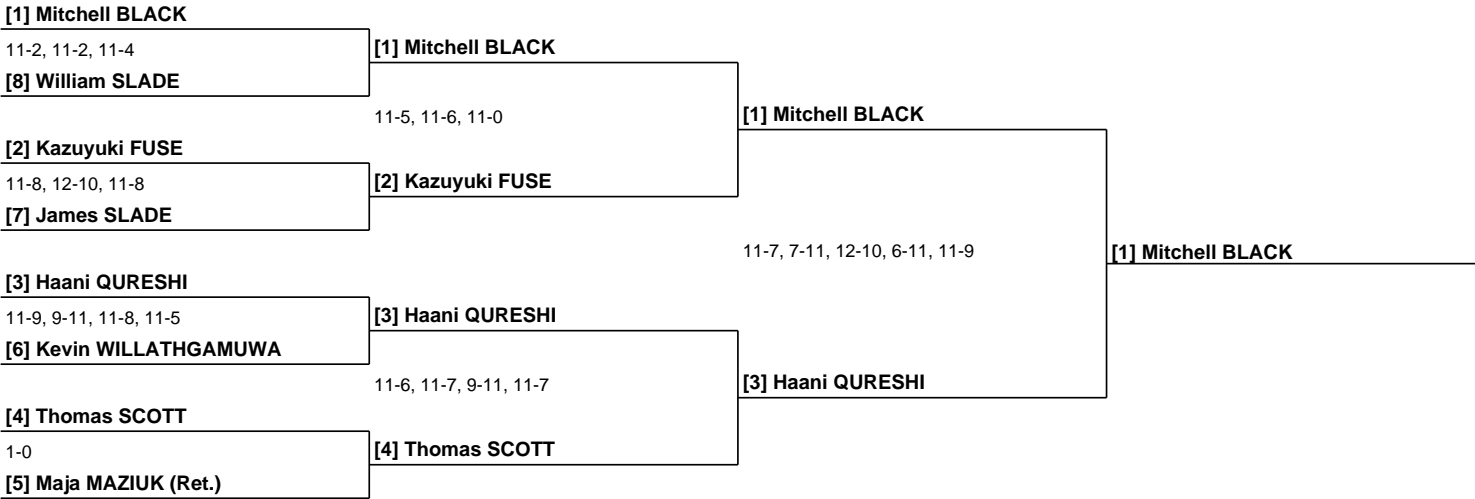 [1] Mitchell BLACK
11-2, 11-2, 11-4
[8] William SLADE
[2] Kazuyuki FUSE
11-8, 12-10, 11-8
[7] James SLADE
[3] Haani QURESHI
11-9, 9-11, 11-8, 11-5
[6] Kevin WILLATHGAMUWA
[4] Thomas SCOTT
1-0
[5] Maja MAZIUK (Ret.)
[1] Mitchell BLACK
11-5, 11-6, 11-0
[2] Kazuyuki FUSE
[3] Haani QURESHI
11-6, 11-7, 9-11, 11-7
[4] Thomas SCOTT
[1] Mitchell BLACK
11-7, 7-11, 12-10, 6-11, 11-9
[3] Haani QURESHI
[1] Mitchell BLACK